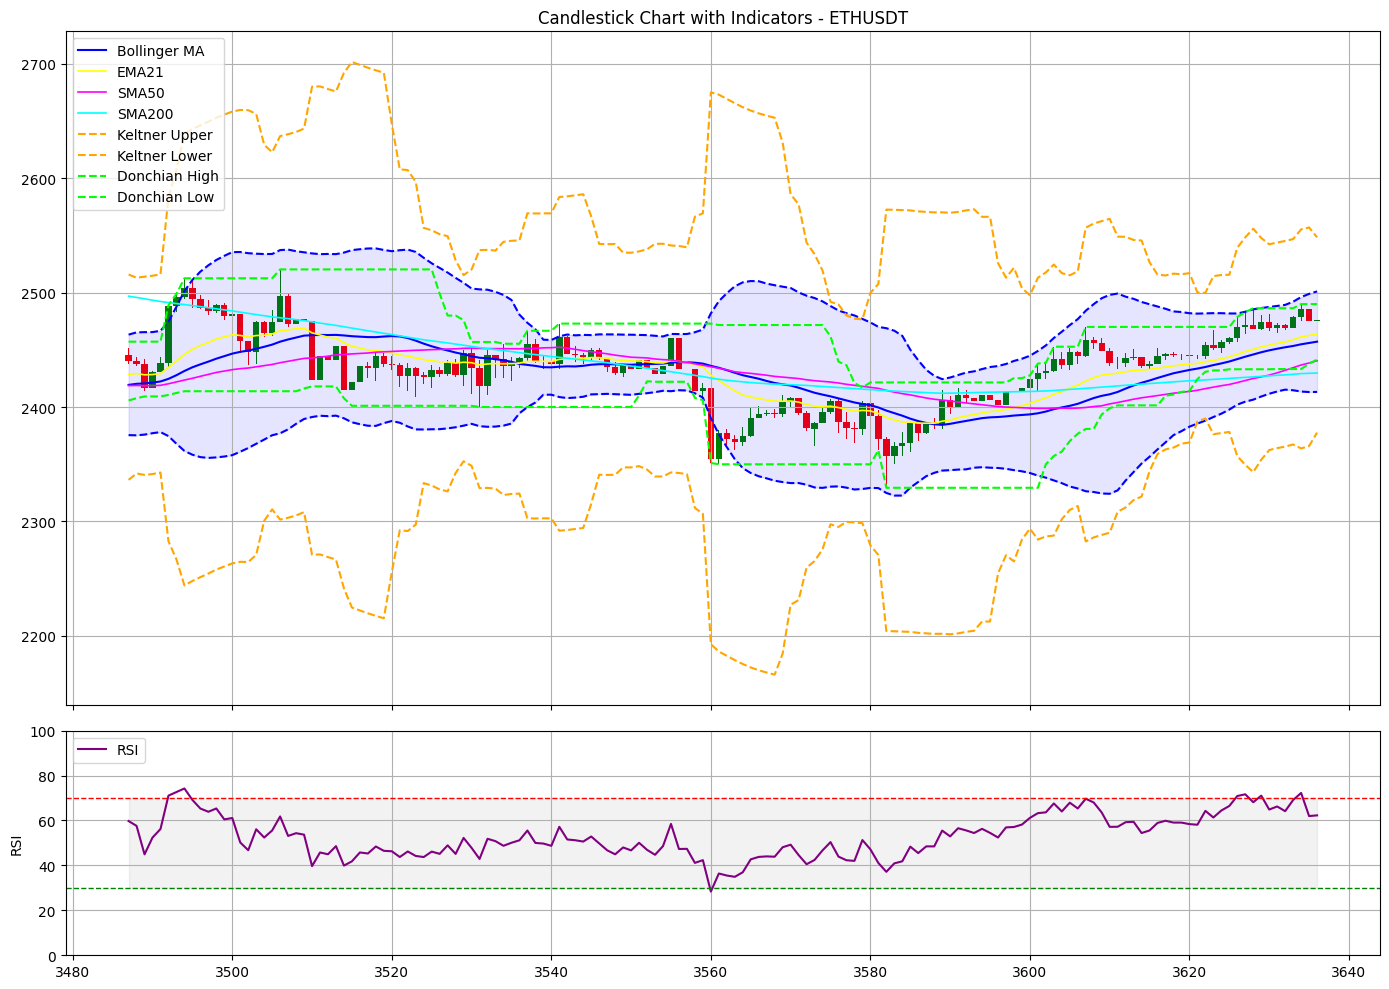 Candlestick Chart with Indicators - ETHUSDT
Bollinger MA
EMA21
SMA50
SMA200
Keltner Upper
Keltner Lower
Donchian High
Donchian Low
2700
2600
2500
2400
2300
2200
RSI
100
80
60
40
20
0
RSI
3480 3500 3520 3540 3560 3580 3600 3620 3640